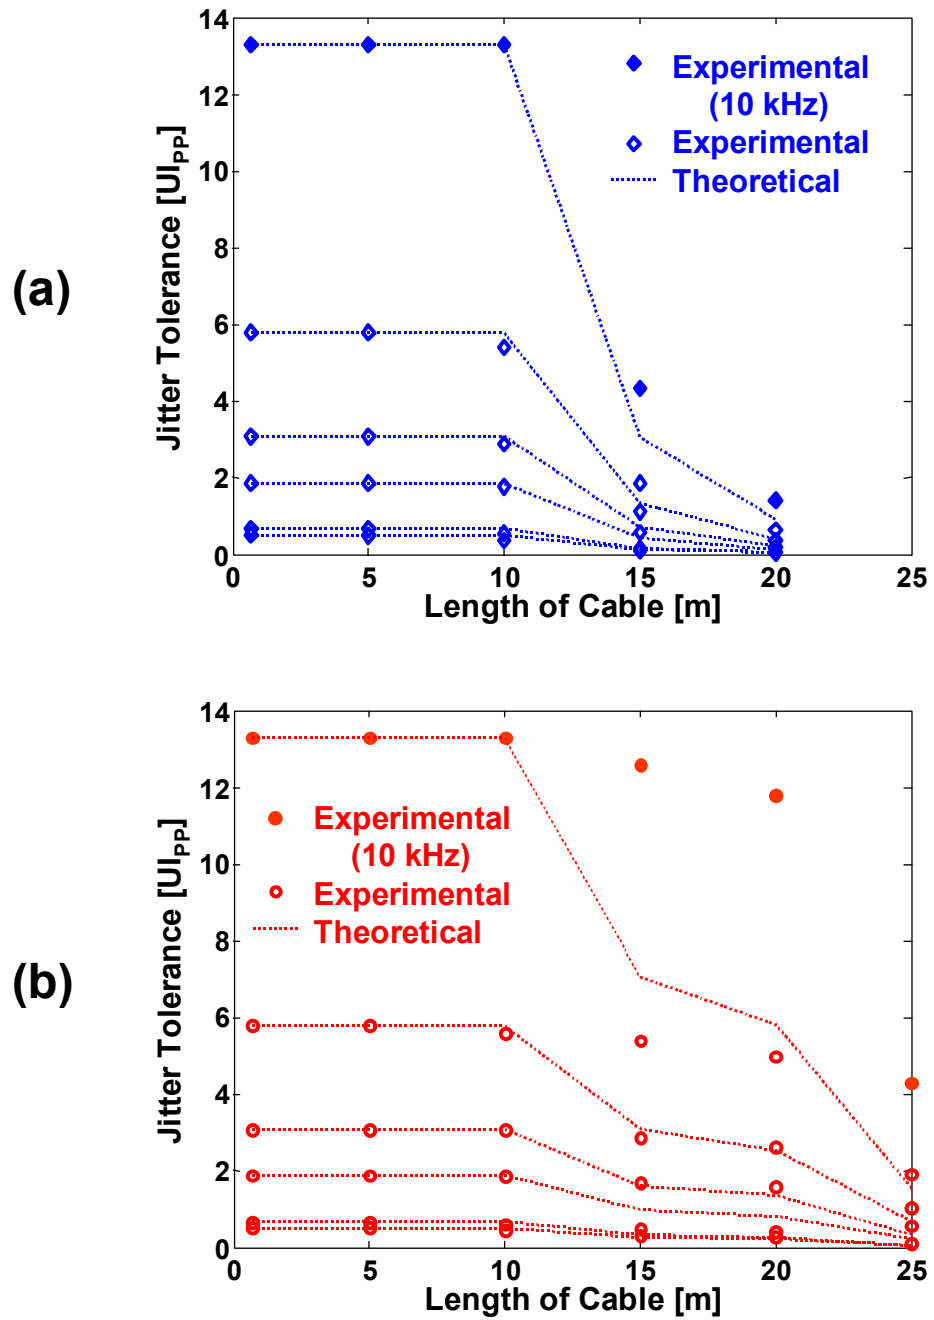 (a)
Jitter Tolerance [UIPP]
14
12
10
8
6
4
2
0
Experimental
(10 kHz)
Experimental
Theoretical
0 5 10 15 20 25
Length of Cable [m]
(b)
Jitter Tolerance [UIPP]
14
12
10
8
6
4
2
0
Experimental
(10 kHz)
Experimental
Theoretical
0 5 10 15 20 25
Length of Cable [m]